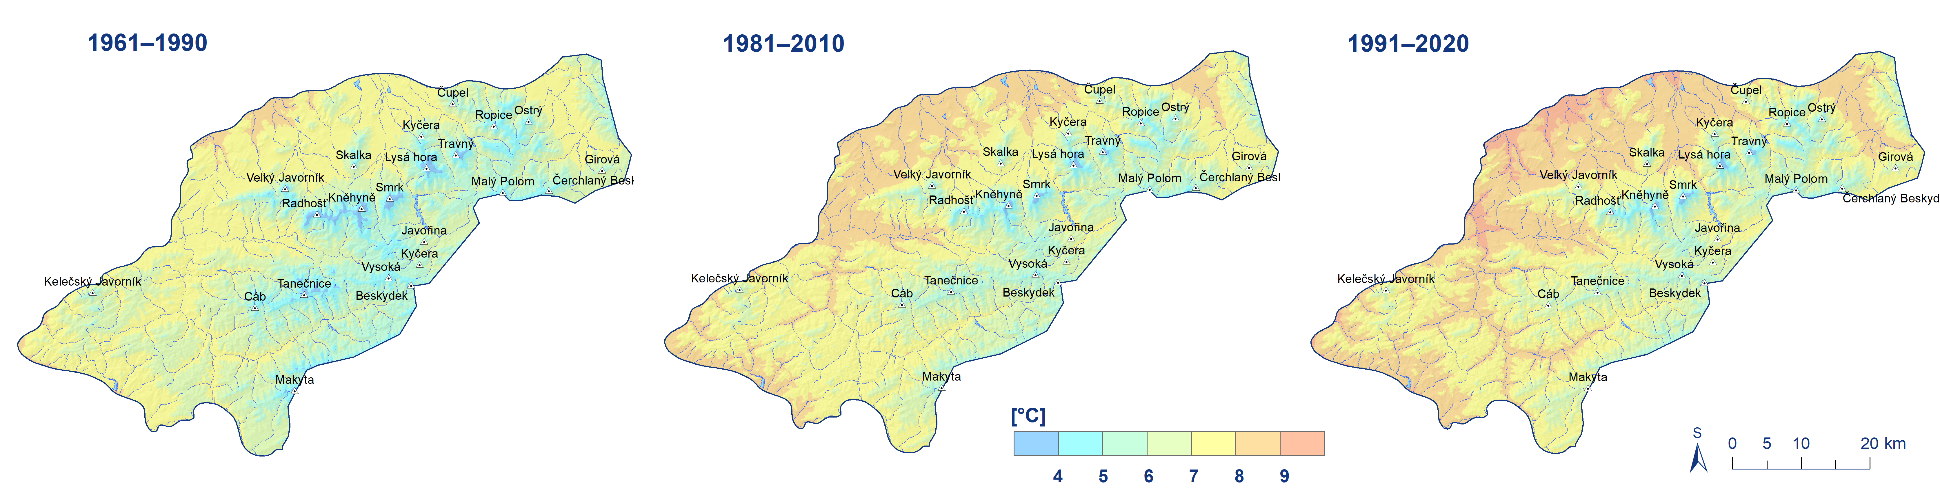 1961–1990
1981–2010
1991–2020
Čupel
Ropice
Ostrý
Kyčera
Travný
Skalka
Lysá hora
Girová
Velký Javorník
Smrk
Malý Polom
Čerchlaný Besk
Kněhyně
Radhošť
Javořina
Kyčera
Vysoká
Kelečský Javorník
Tanečnice
Cáb
Beskydek
Makyta
Čupel
Ropice
Ostrý
Kyčera
Travný
Skalka
Lysá hora
Girová
Velký Javorník
Smrk
Malý Polom
Čerchlaný Besl
Kněhyně
Radhošť
Javořina
Kyčera
Vysoká
Kelečský Javorník
Tanečnice
Cáb
Beskydek
Makyta
Čupel
Ropice
Ostrý
Kyčera
Travný
Skalka
Lysá hora
Girová
Velký Javorník
Smrk
Malý Polom
Čerchlaný Beskyd
Kněhyně
Radhošť
Javořina
Kyčera
Vysoká
Kelečský Javorník
Tanečnice
Cáb
Beskydek
Makyta
[°C]
4 5 6 7 8 9
S
0 5 10 20 km